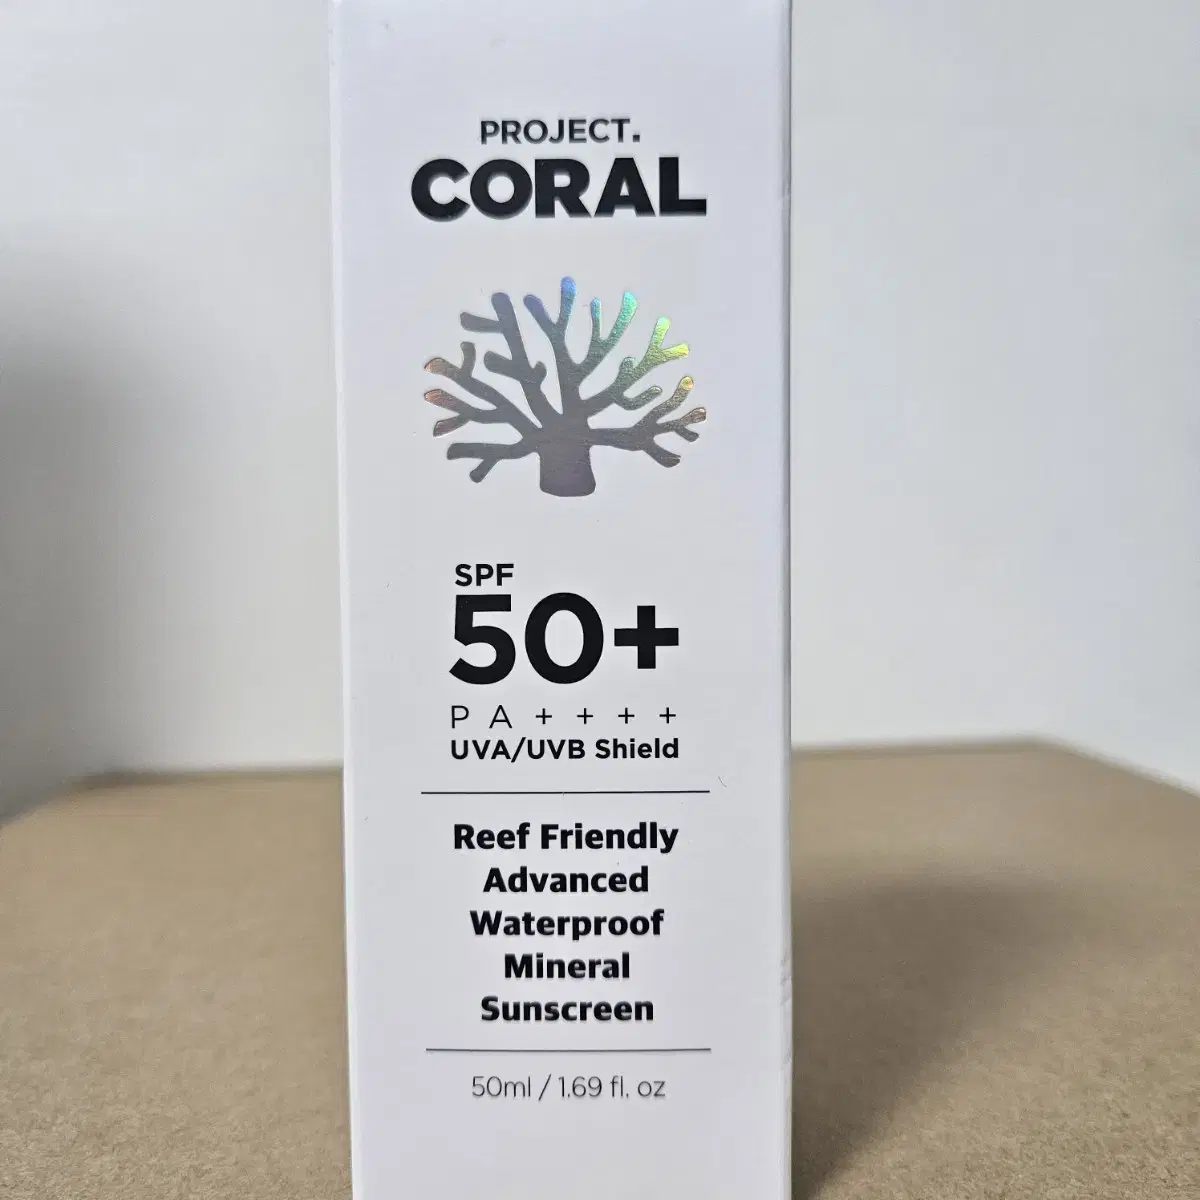 PROJECT.
CORAL
SPF
50+
PA++++
UVA/UVB Shield
Reef Friendly
Advanced
Waterproof
Mineral
Sunscreen
50ml / 1.69 fl. oz